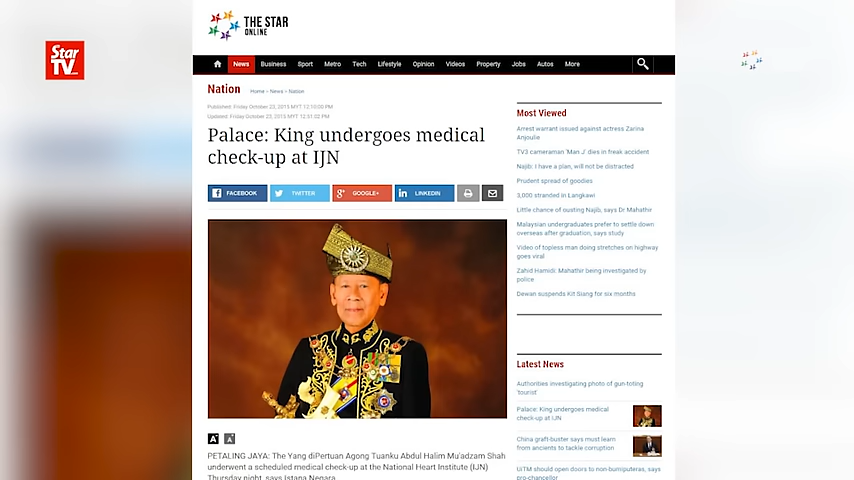 Star
TV
THE STAR
ONLINE
News
Business
Sport
Metro
Tech
Lifestyle
Opinion
Videos
Property
Jobs
Autos
More
Nation
Home > News > Nation
Published: Friday October 23, 2015 MYT 12:10:00 PM
Updated: Friday October 23, 2015 MYT 12:31:02 PM
Palace: King undergoes medical
check-up at IJN
FACEBOOK
TWITTER
GOOGLE+
LINKEDIN
PETALING JAYA: The Yang diPertuan Agong Tuanku Abdul Halim Mu'adzam Shah
underwent a scheduled medical check-up at the National Heart Institute (IJN)
Thursday night, says Istana Negara.
Most Viewed
Arrest warrant issued against actress Zarina
Anjoulie
TV3 cameraman 'Man J' dies in freak accident
Najib: I have a plan, will not be distracted
Prudent spread of goodies
3,000 stranded in Langkawi
Little chance of ousting Najib, says Dr Mahathir
Malaysian undergraduates prefer to settle down
overseas after graduation, says study
Video of topless man doing stretches on highway
goes viral
Zahid Hamidi: Mahathir being investigated by
police
Dewan suspends Kit Siang for six months
Latest News
Authorities investigating photo of gun-toting
'tourist'
Palace: King undergoes medical
check-up at IJN
China graft-buster says must learn
from ancients to tackle corruption
UiTM should open doors to non-bumiputeras, says
pro-chancellor